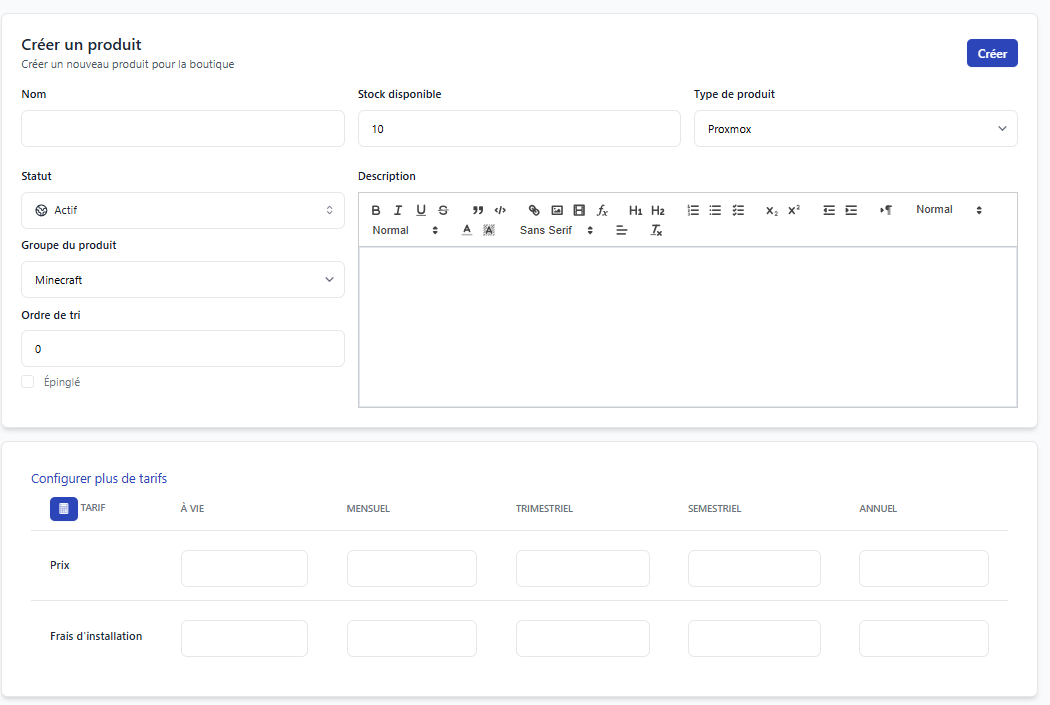 Créer un produit
Créer un nouveau produit pour la boutique
Créer
Nom
Stock disponible
Type de produit
10
Proxmox
Statut
Description
Actif
H1 H2
X2 X2
Normal
Normal
A A
Sans Serif
Groupe du produit
Minecraft
Ordre de tri
0
Épinglé
Configurer plus de tarifs
TARIF
À VIE
MENSUEL
TRIMESTRIEL
SEMESTRIEL
ANNUEL
Prix
Frais d'installation